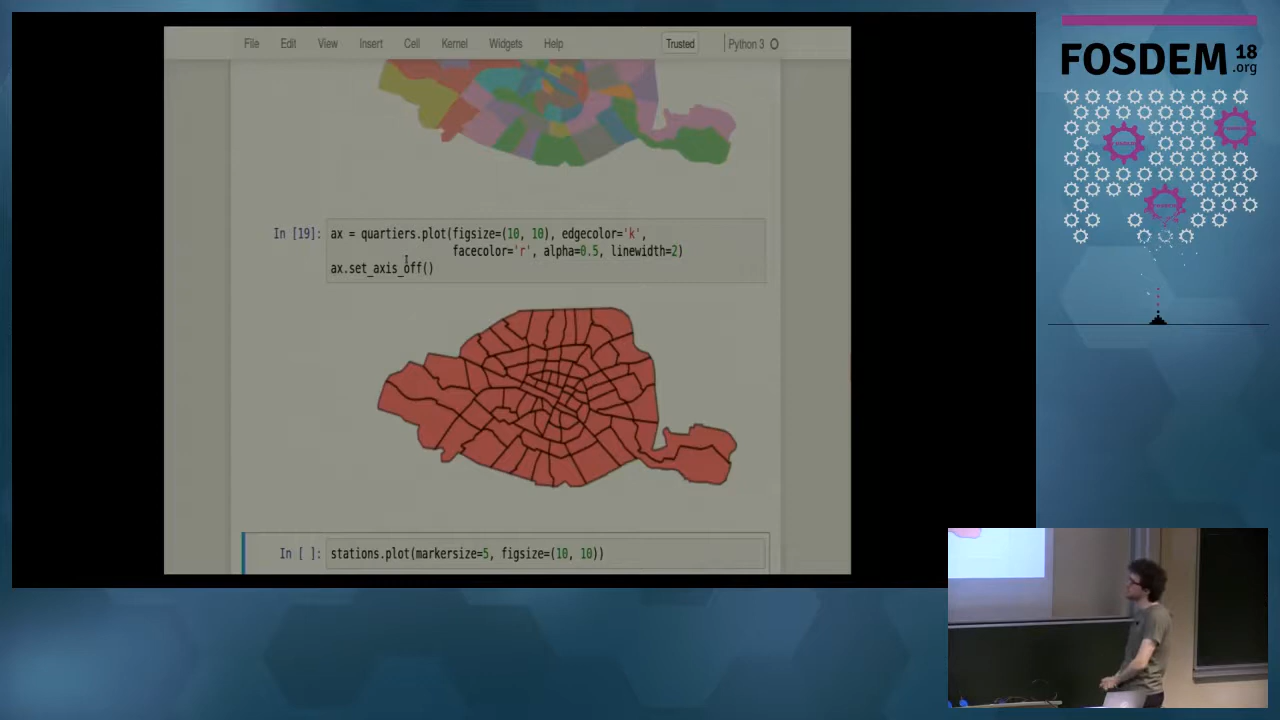 File Edit View Insert Cell Kernel Widgets Help Trusted Python 3
In [19]: ax = quartiers.plot(figsize=(10, 10), edgecolor='k',
facecolor='r', alpha=0.5, linewidth=2)
ax.set_axis_off()
In [ ]: stations.plot(markersize=5, figsize=(10, 10))
FOSDEM 18
.org